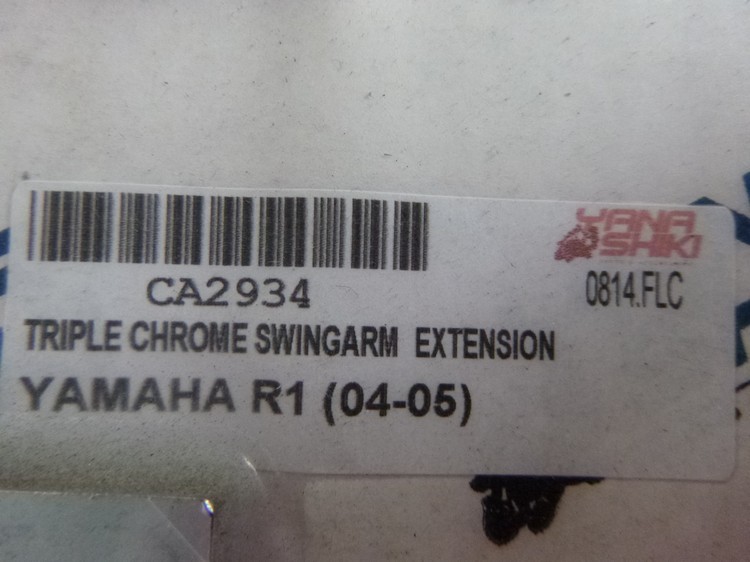 YANA
SHIKI
CA2934
0814.FLC
TRIPLE CHROME SWINGARM EXTENSION
YAMAHA R1 (04-05)